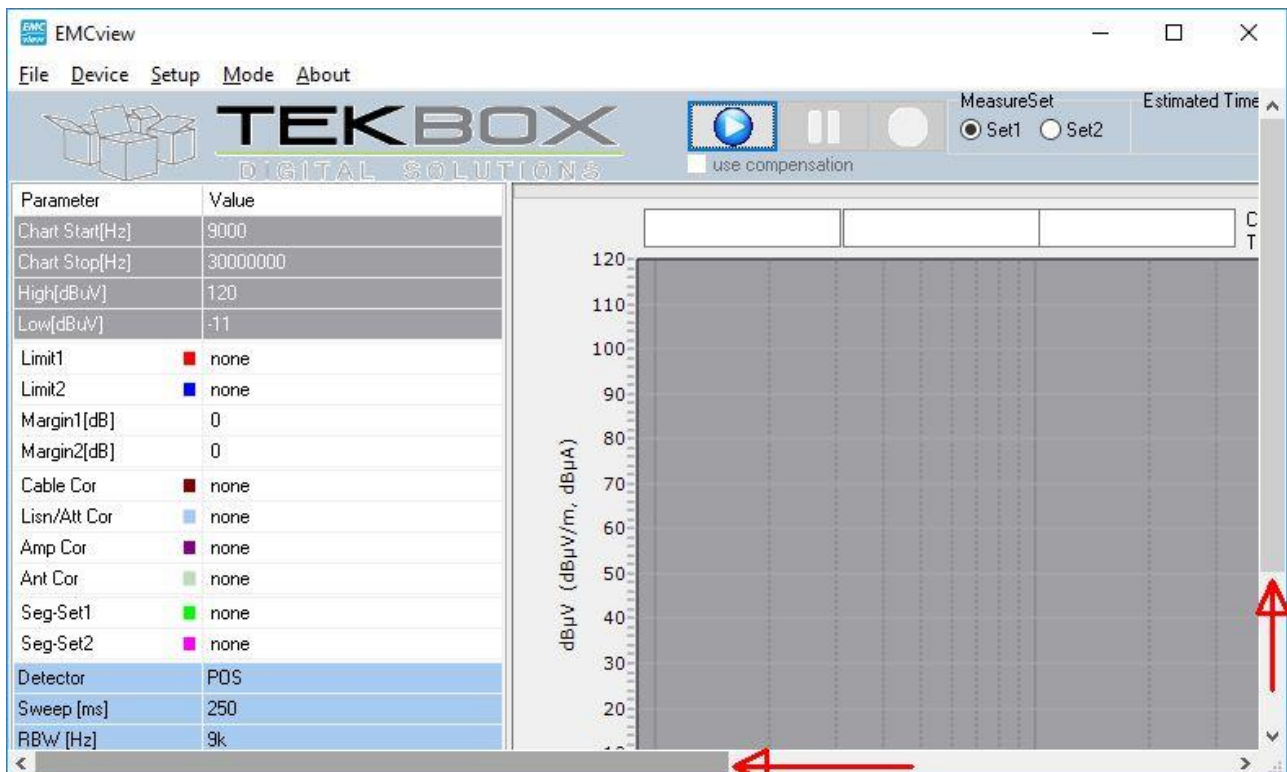 EMC view EMCview
File Device Setup Mode About
TEKBOX
DIGITAL SOLUTIONS
use compensation
MeasureSet
Set1 Set2
Estimated Time
Parameter Value
Chart Start[Hz] 9000
Chart Stop[Hz] 30000000
High[dBuV] 120
Low[dBuV] -11
Limit1 none
Limit2 none
Margin1[dB] 0
Margin2[dB] 0
Cable Cor none
Lisn/Att Cor none
Amp Cor none
Ant Cor none
Seg-Set1 none
Seg-Set2 none
Detector POS
Sweep [ms] 250
RBW [Hz] 9k
C
T
dBµV (dBµV/m, dBµA)
120
110
100
90
80
70
60
50
40
30
20